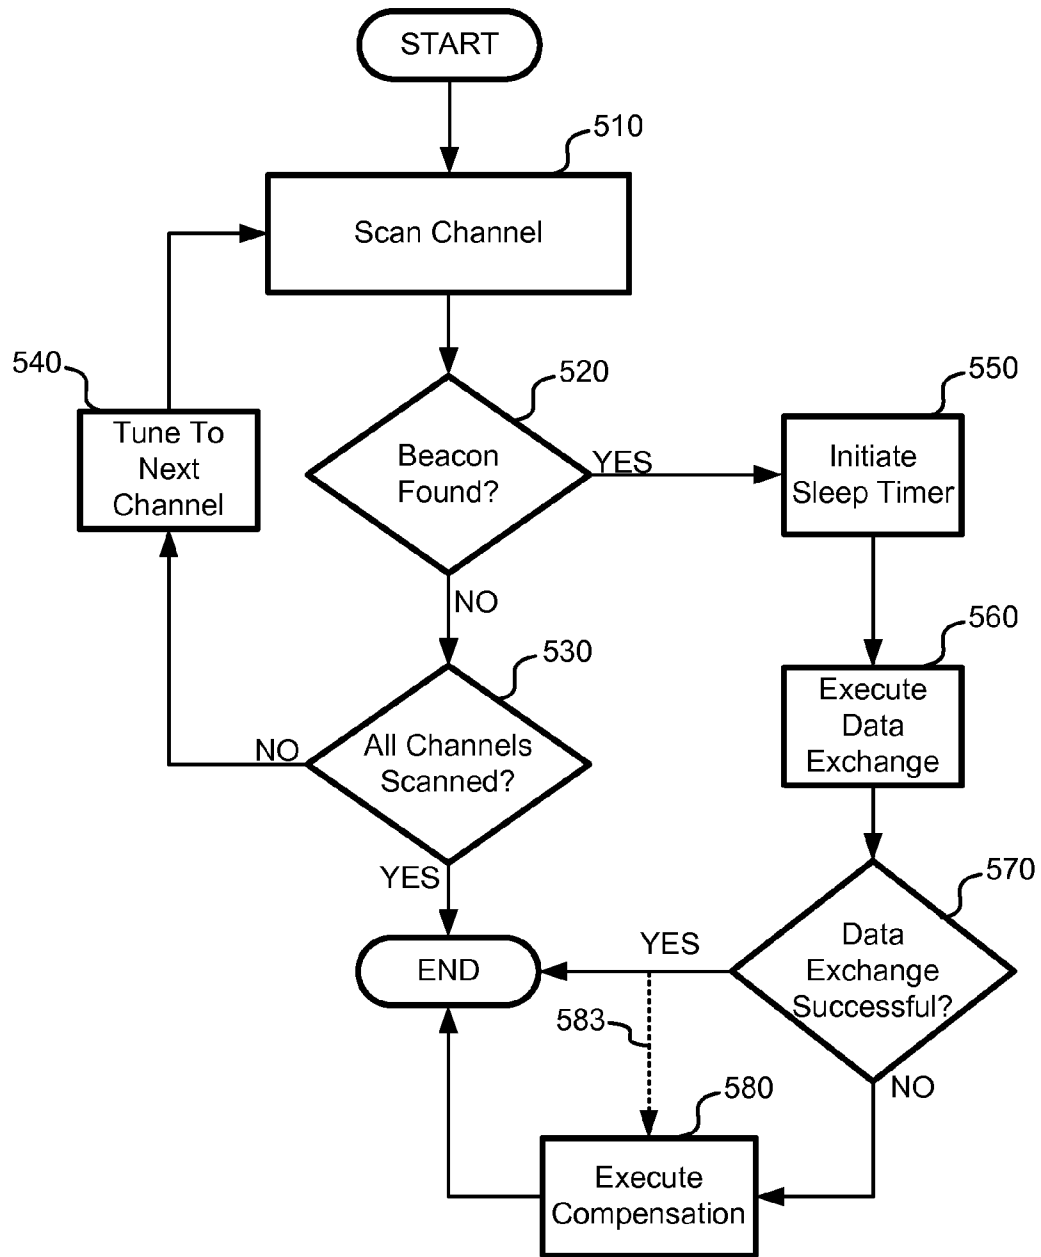 START
510
Scan Channel
540
520
550
Tune To
Next
Channel
Beacon
Found?
YES
Initiate
Sleep Timer
NO
560
530
Execute
Data
Exchange
All Channels
Scanned?
NO
YES
570
END
YES
Data
Exchange
Successful?
583
NO
580
Execute
Compensation